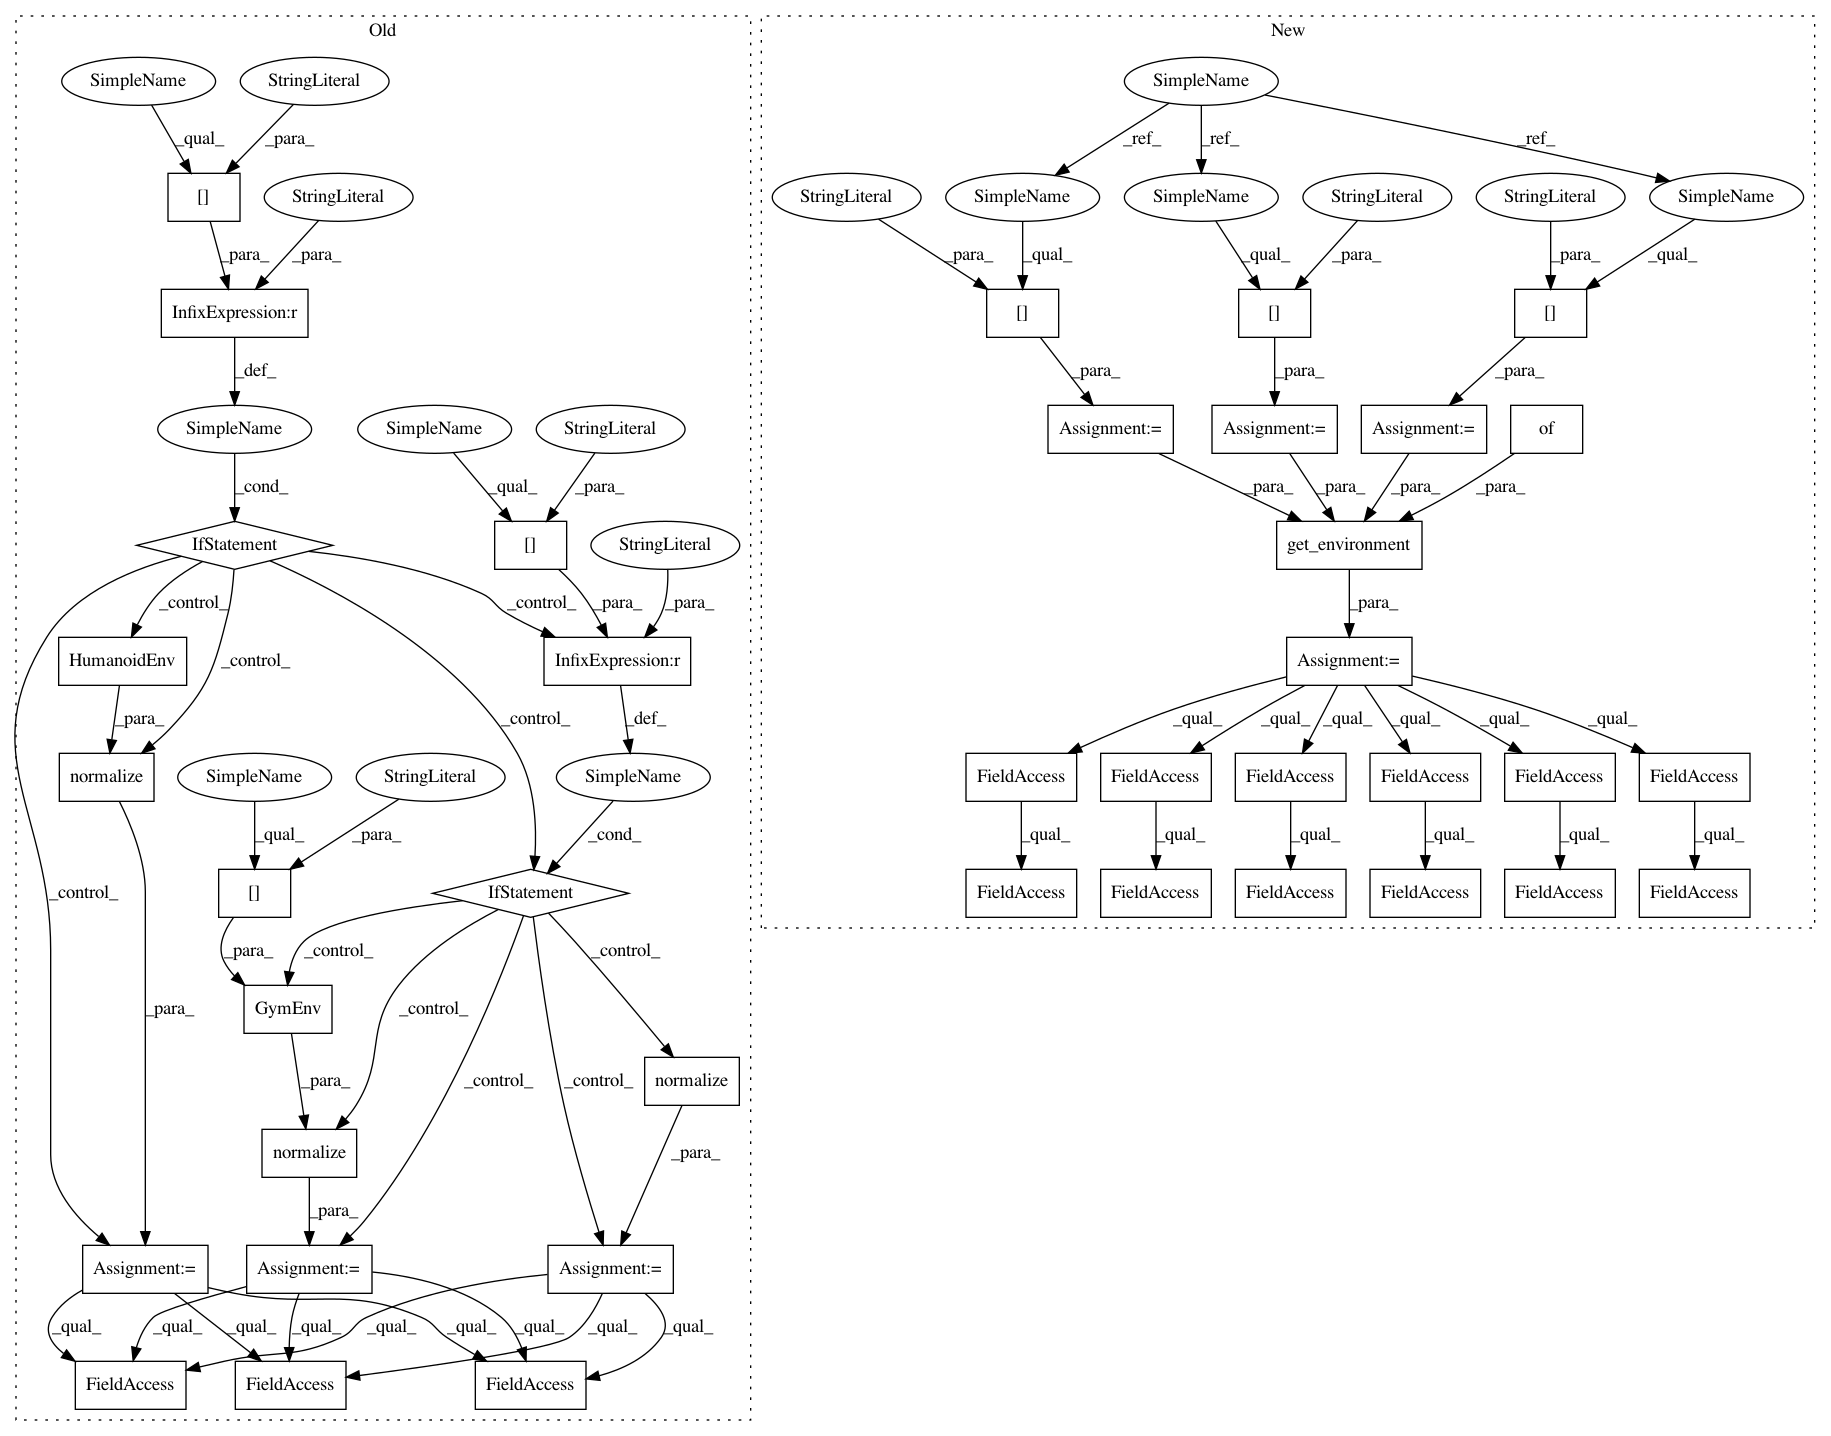 Old
New
SimpleName
StringLiteral
SimpleName
_qual_
_para_
_ref_
_ref_
_ref_
[]
StringLiteral
StringLiteral
SimpleName
SimpleName
StringLiteral
StringLiteral
SimpleName
_para_
_para_
_para_
_qual_
_qual_
_para_
_para_
_qual_
InfixExpression:r
[]
[]
[]
_def_
_para_
_para_
_para_
SimpleName
SimpleName
StringLiteral
Assignment:=
Assignment:=
Assignment:=
of
_cond_
_qual_
_para_
_para_
_para_
_para_
_para_
IfStatement
[]
StringLiteral
get_environment
_control_
_control_
_para_
_para_
_para_
HumanoidEnv
_control_
InfixExpression:r
Assignment:=
_para_
_control_
_def_
_qual_
_qual_
_qual_
_qual_
_qual_
_qual_
normalize
SimpleName
StringLiteral
SimpleName
FieldAccess
FieldAccess
FieldAccess
FieldAccess
FieldAccess
FieldAccess
_qual_
_para_
_cond_
_qual_
_qual_
_qual_
_qual_
_qual_
_qual_
_control_
[]
IfStatement
FieldAccess
FieldAccess
FieldAccess
FieldAccess
FieldAccess
FieldAccess
_para_
_control_
_control_
_para_
GymEnv
_control_
_para_
_control_
_control_
normalize
normalize
_para_
_para_
Assignment:=
Assignment:=
Assignment:=
_qual_
_qual_
_qual_
_qual_
_qual_
_qual_
_qual_
_qual_
_qual_
FieldAccess
FieldAccess
FieldAccess